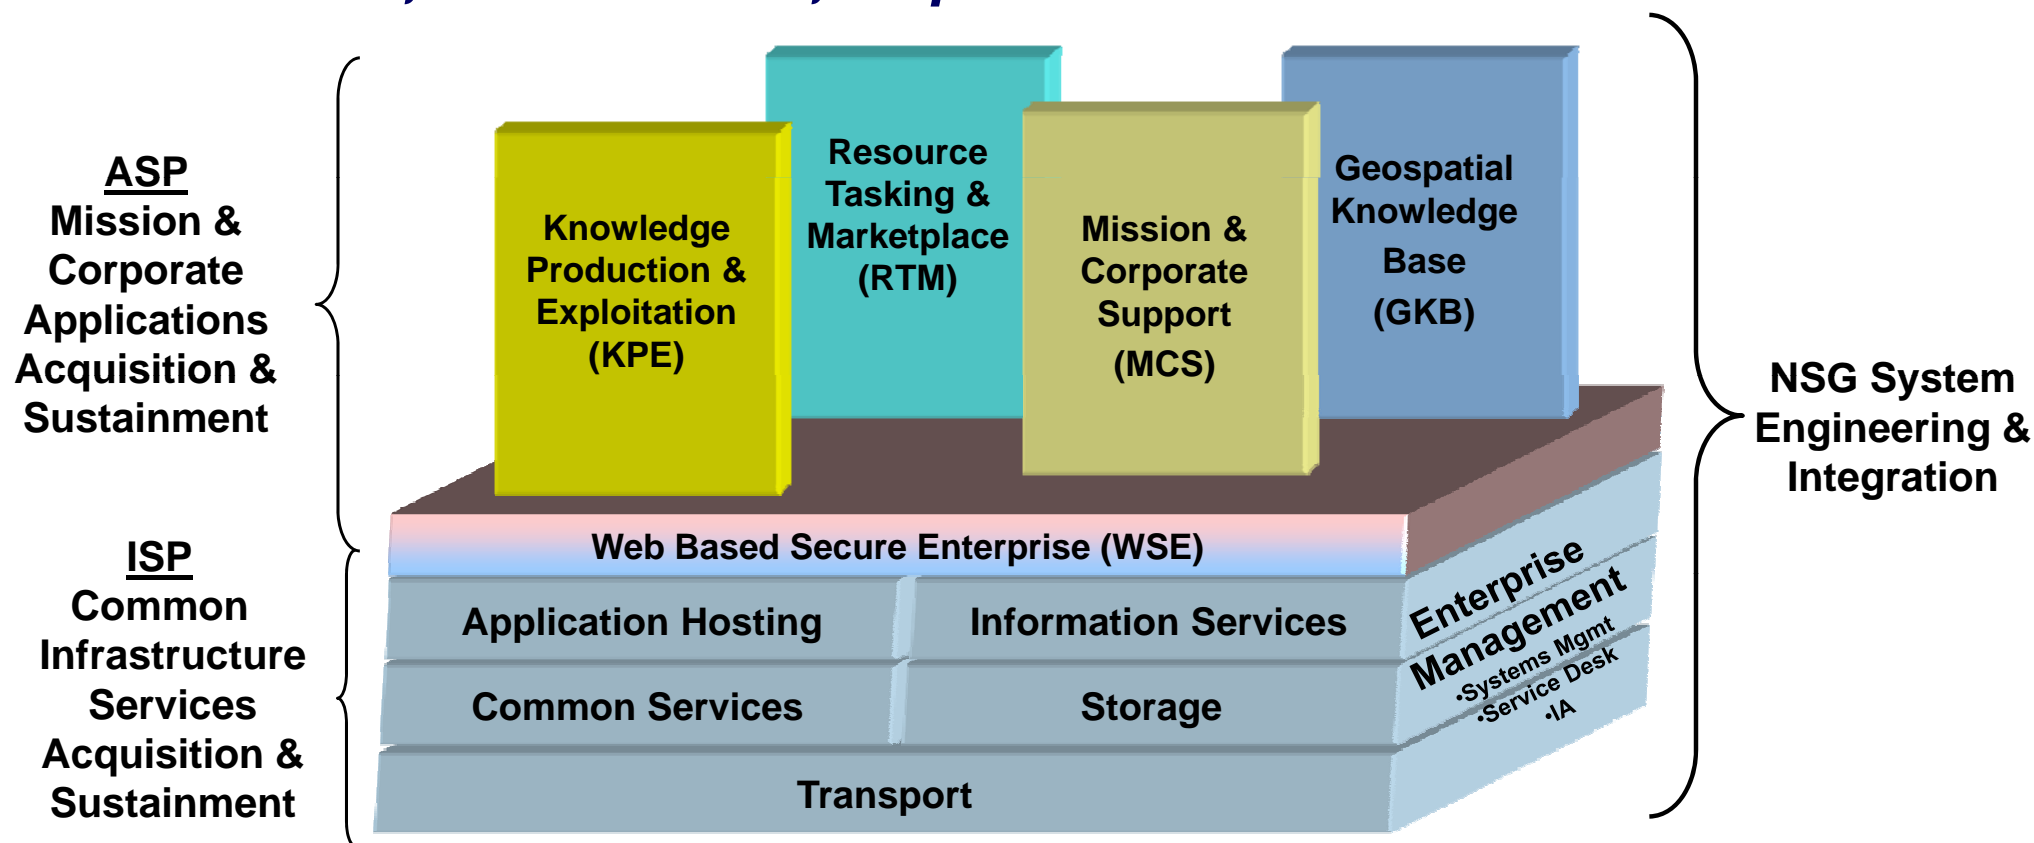 ASP
Mission &
Corporate
Applications
Acquisition &
Sustainment
ISP
Common
Infrastructure
Services
Acquisition &
Sustainment
Knowledge
Production &
Exploitation
(KPE)
Resource
Tasking &
Marketplace
(RTM)
Mission &
Corporate
Support
(MCS)
Geospatial
Knowledge
Base
(GKB)
Web Based Secure Enterprise (WSE)
Application Hosting
Information Services
Common Services
Storage
Transport
Enterprise
Management
•Systems Mgmt
•Service Desk
•IA
NSG System
Engineering &
Integration